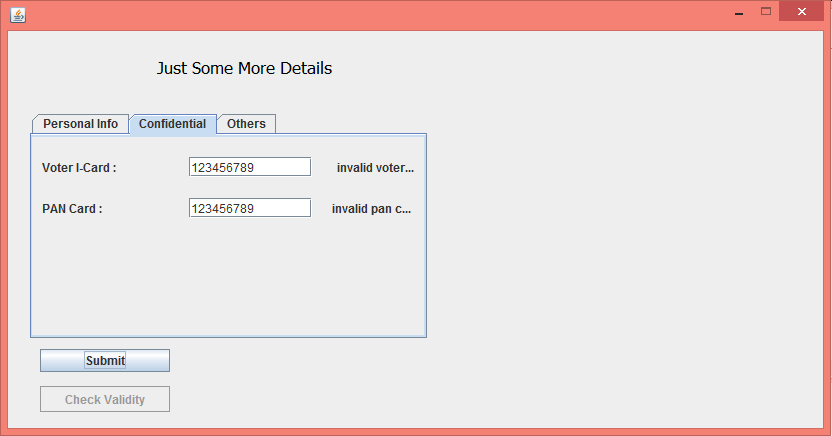 Just Some More Details
Personal Info Confidential Others
Voter I-Card : 123456789 invalid voter...
PAN Card : 123456789 invalid pan c...
Submit
Check Validity